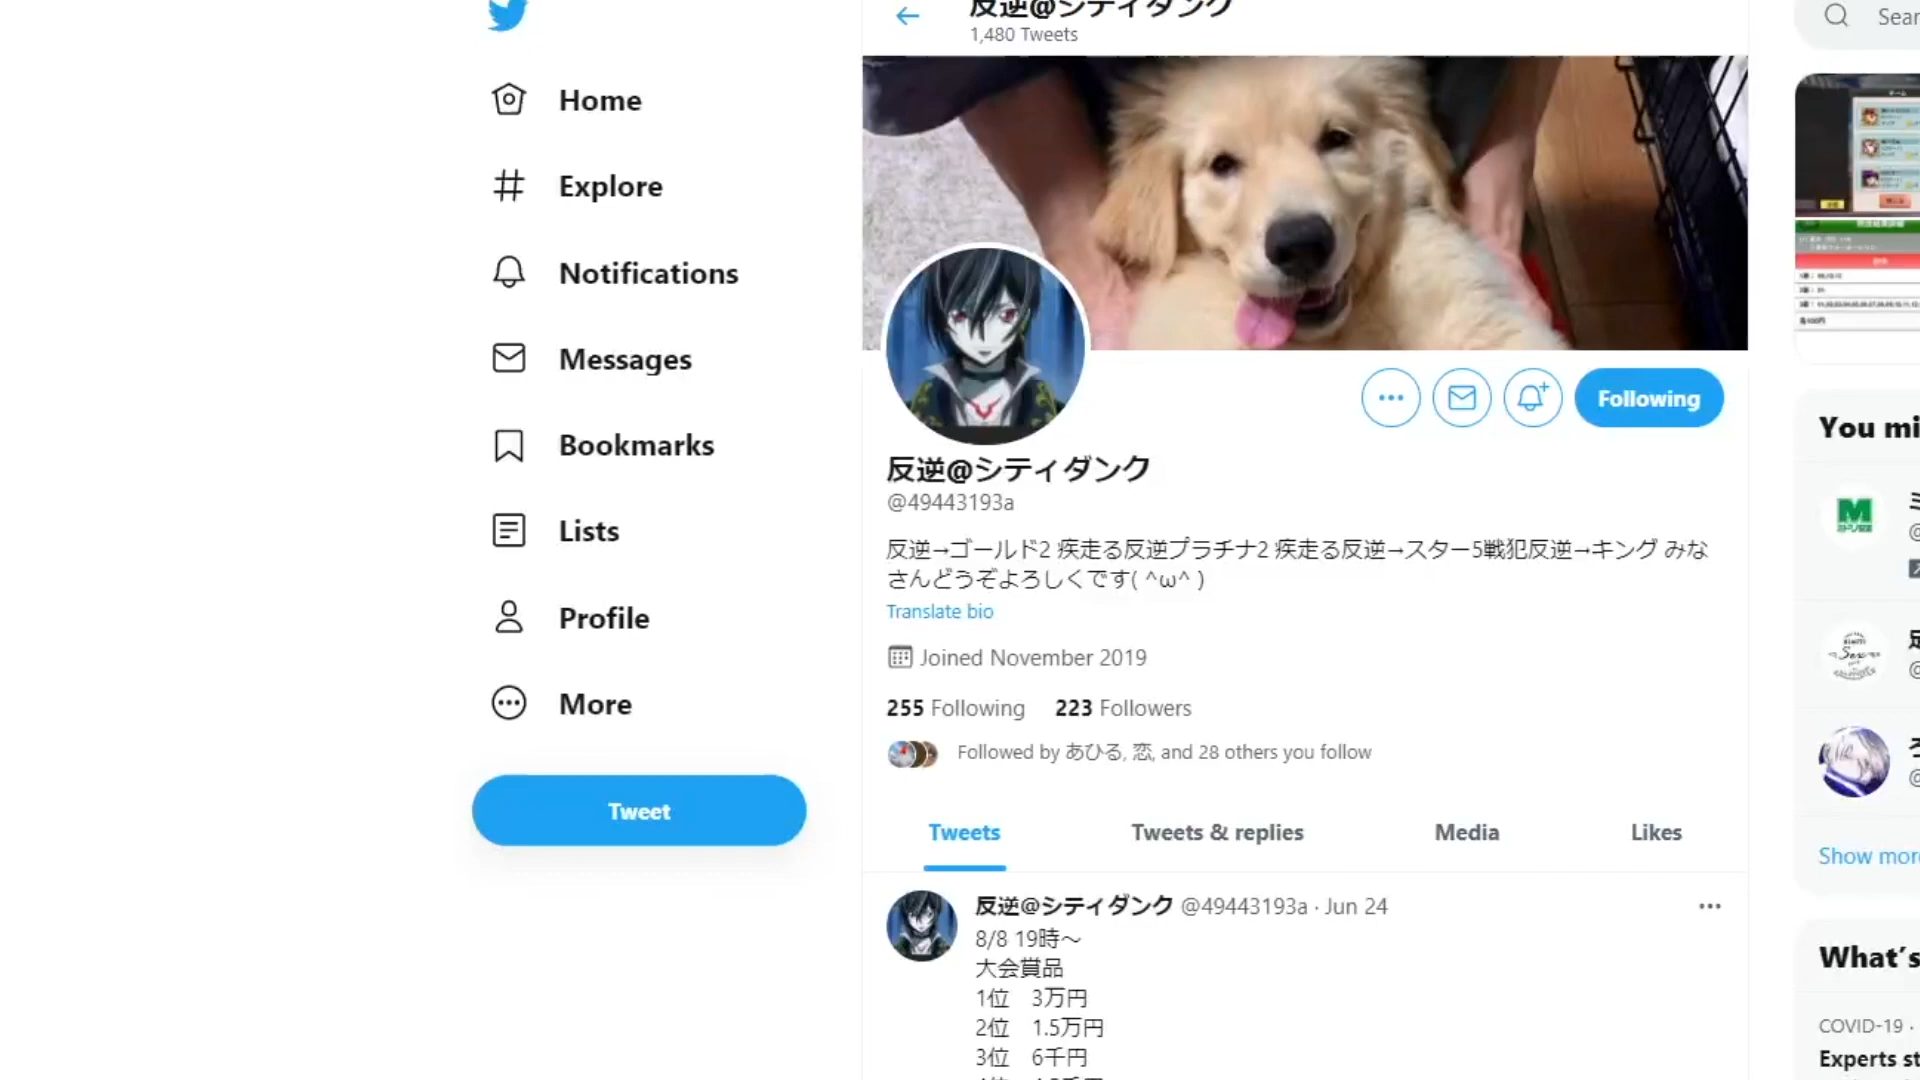 反逆@シティダンク
1,480 Tweets
Home
Explore
Notifications
Messages
Bookmarks
Lists
Profile
More
Tweet
Following
反逆@シティダンク
@49443193a
反逆→ゴールド2 疾走る反逆プラチナ2 疾走る反逆→スター5戦犯反逆→キング みな
さんどうぞよろしくです( ^ω^ )
Translate bio
Joined November 2019
255 Following 223 Followers
Followed by あひる, 恋, and 28 others you follow
Tweets Tweets & replies Media Likes
反逆@シティダンク @49443193a · Jun 24
8/8 19時〜
大会賞品
1位 3万円
2位 1.5万円
3位 6千円
Sear
You mi
Show more
What's
COVID-19 ·
Experts st